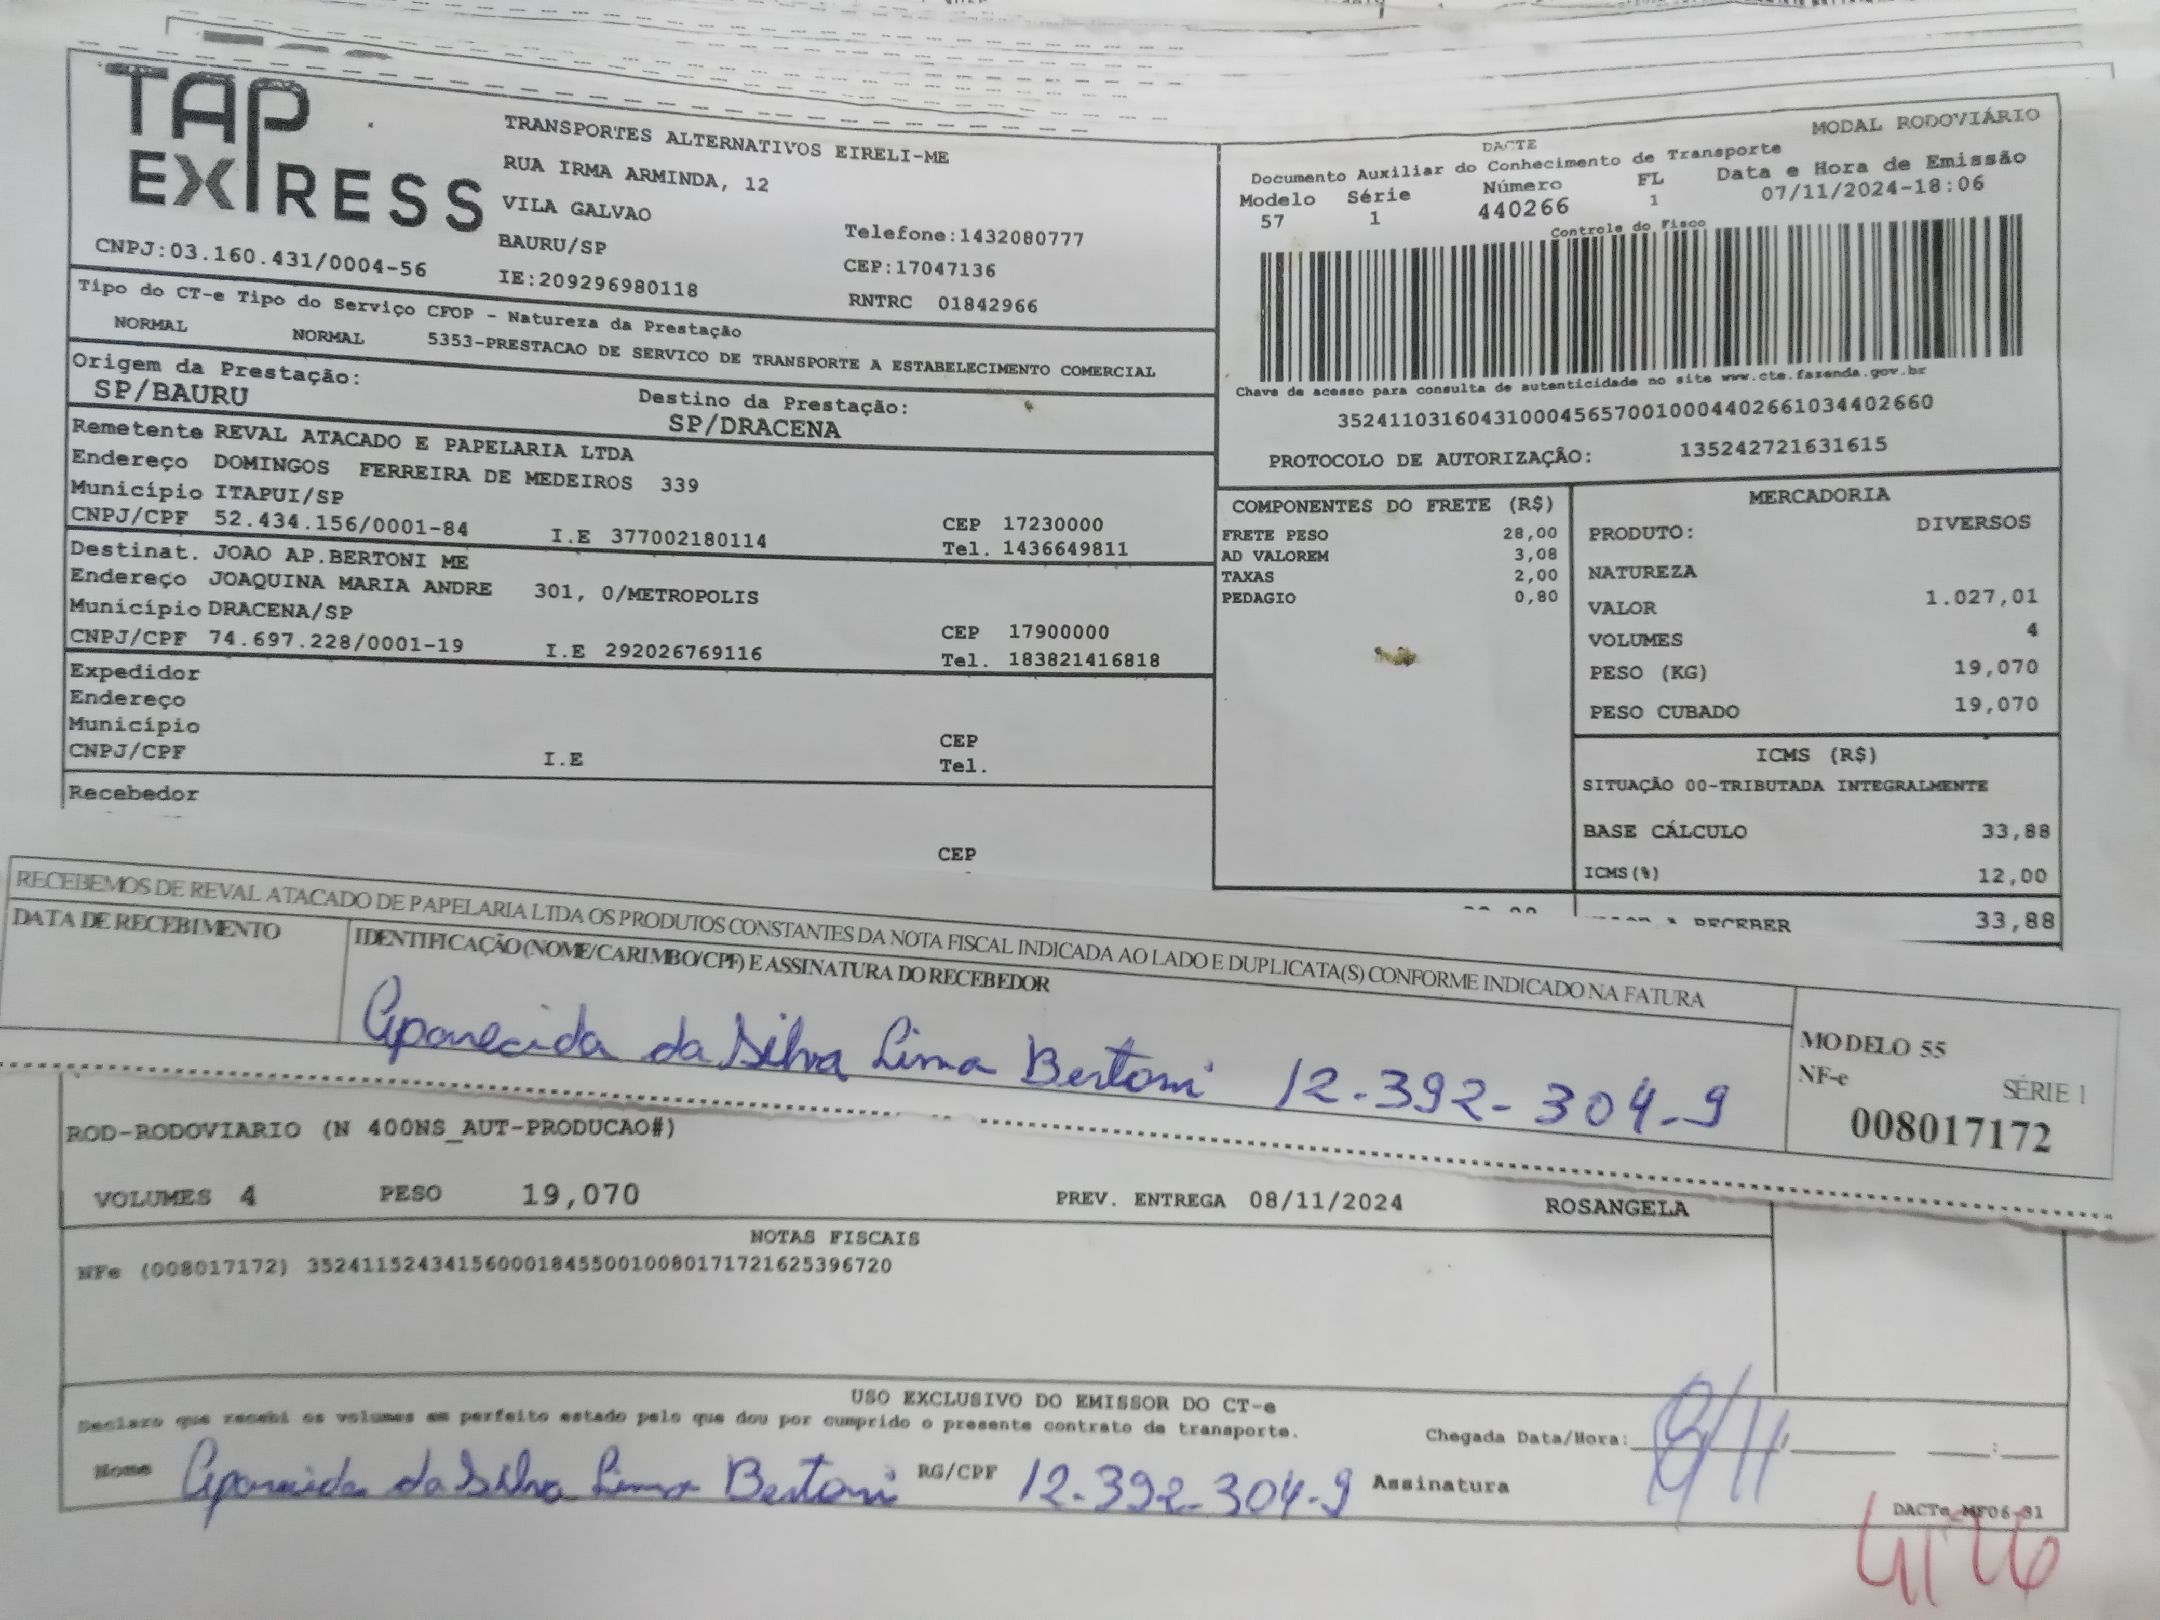 TAP EXPRESS
TRANSPORTES ALTERNATIVOS EIRELI-ME
RUA IRMA ARMINDA, 12
VILA GALVAO
BAURU/SP
Telefone:1432080777
CEP:17047136
CNPJ:03.160.431/0004-56
IE:209296980118
RNTRC 01842966
MODAL RODOVIÁRIO
DACTE
Documento Auxiliar do Conhecimento de Transporte
Modelo Série Número FL Data e Hora de Emissão
57 1 440266 1 07/11/2024-18:06
Controle do Fisco
Chave de acesso para consulta de autenticidade no site www.cte.fazenda.gov.br
35241103160431000456570010004402661034402660
PROTOCOLO DE AUTORIZAÇÃO: 135242721631615
Tipo do CT-e Tipo do Serviço CFOP - Natureza da Prestação
NORMAL NORMAL 5353-PRESTACAO DE SERVICO DE TRANSPORTE A ESTABELECIMENTO COMERCIAL
Origem da Prestação: Destino da Prestação:
SP/BAURU SP/DRACENA
Remetente REVAL ATACADO E PAPELARIA LTDA
Endereço DOMINGOS FERREIRA DE MEDEIROS 339
Município ITAPUI/SP CEP 17230000
CNPJ/CPF 52.434.156/0001-84 I.E 377002180114 Tel. 1436649811
Destinat. JOAO AP.BERTONI ME
Endereço JOAQUINA MARIA ANDRE 301, 0/METROPOLIS
Município DRACENA/SP CEP 17900000
CNPJ/CPF 74.697.228/0001-19 I.E 292026769116 Tel. 183821416818
Expedidor
Endereço
Município CEP
CNPJ/CPF I.E Tel.
Recebedor
CEP
COMPONENTES DO FRETE (R$)
FRETE PESO 28,00
AD VALOREM 3,08
TAXAS 2,00
PEDAGIO 0,80
MERCADORIA
PRODUTO: DIVERSOS
NATUREZA
VALOR 1.027,01
VOLUMES 4
PESO (KG) 19,070
PESO CUBADO 19,070
ICMS (R$)
SITUAÇÃO 00-TRIBUTADA INTEGRALMENTE
BASE CÁLCULO 33,88
ICMS(%) 12,00
A RECEBER 33,88
RECEBEMOS DE REVAL ATACADO DE PAPELARIA LTDA OS PRODUTOS CONSTANTES DA NOTA FISCAL INDICADA AO LADO E DUPLICATA(S) CONFORME INDICADO NA FATURA
DATA DE RECEBIMENTO IDENTIFICAÇÃO (NOME/CARIMBO/CPF) E ASSINATURA DO RECEBEDOR
Aparecida da Silva Lima Bertoni 12.392-304-9
MODELO 55
NF-e SÉRIE 1
008017172
ROD-RODOVIARIO (N 400NS_AUT-PRODUCAO#)
VOLUMES 4 PESO 19,070 PREV. ENTREGA 08/11/2024 ROSANGELA
NOTAS FISCAIS
NFe (008017172) 35241152434156000184550010080171721625396720
USO EXCLUSIVO DO EMISSOR DO CT-e
Declaro que recebi os volumes em perfeito estado pelo que dou por cumprido o presente contrato de transporte.
Chegada Data/Hora: 8/11
Nome Aparecida da Silva Lima Bertoni RG/CPF 12.392-304-9 Assinatura
DACTe MF06-81